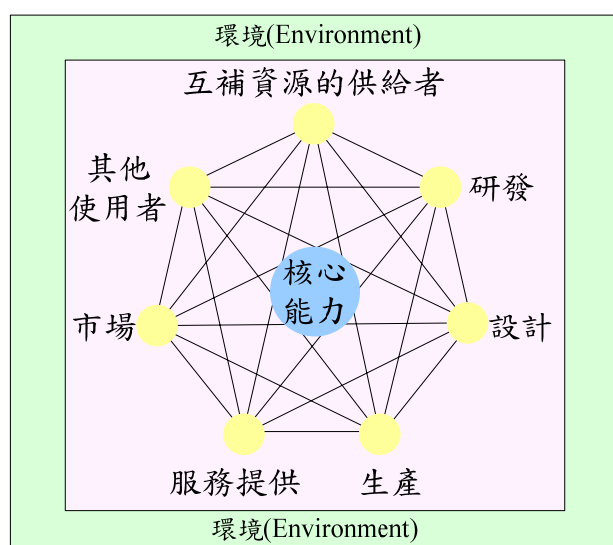 環境(Environment)
互補資源的供給者
其他
使用者
研發
核心
能力
市場
設計
服務提供
生產
環境(Environment)